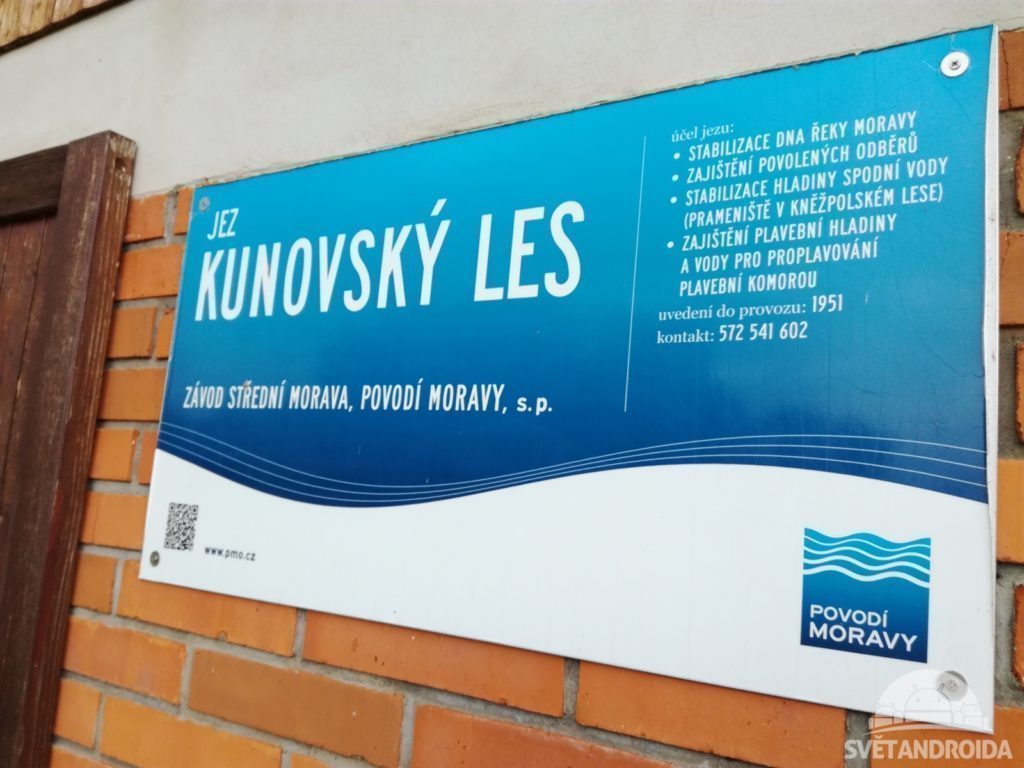 JEZ
KUNOVSKÝ LES
ZÁVOD STŘEDNÍ MORAVA, POVODÍ MORAVY, s.p.
účel jezu:
• STABILIZACE DNA ŘEKY MORAVY
• ZAJIŠTĚNÍ POVOLENÝCH ODBĚRŮ
• STABILIZACE HLADINY SPODNÍ VODY
(PRAMENIŠTĚ V KNĚŽPOLSKÉM LESE)
• ZAJIŠTĚNÍ PLAVEBNÍ HLADINY
A VODY PRO PROPLAVOVÁNÍ
PLAVEBNÍ KOMOROU
uvedení do provozu: 1951
kontakt: 572 541 602
www.pmo.cz
POVODÍ
MORAVY
SVĚTANDROIDA